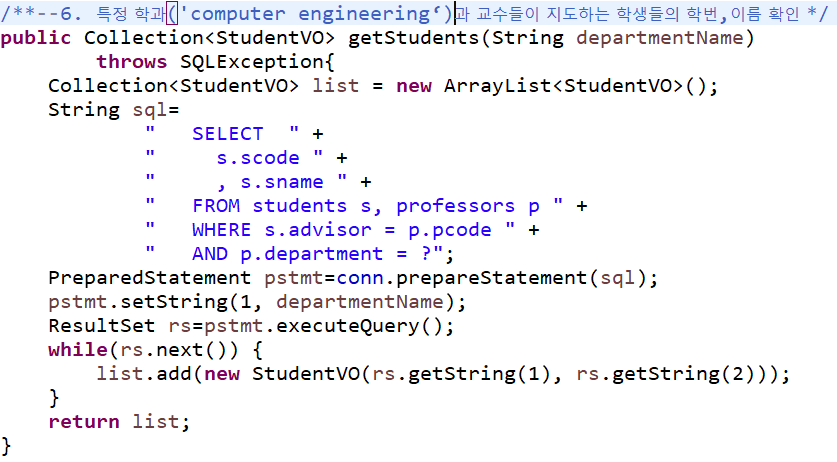 /**--6. 특정 학과('computer engineering‘)과 교수들이 지도하는 학생들의 학번,이름 확인 */
public Collection<StudentVO> getStudents(String departmentName)
        throws SQLException{
    Collection<StudentVO> list = new ArrayList<StudentVO>();
    String sql=
            "   SELECT  " +
            "     s.scode " +
            "     , s.sname " +
            "   FROM students s, professors p " +
            "   WHERE s.advisor = p.pcode " +
            "   AND p.department = ?";
    PreparedStatement pstmt=conn.prepareStatement(sql);
    pstmt.setString(1, departmentName);
    ResultSet rs=pstmt.executeQuery();
    while(rs.next()) {
        list.add(new StudentVO(rs.getString(1), rs.getString(2)));
    }
    return list;
}